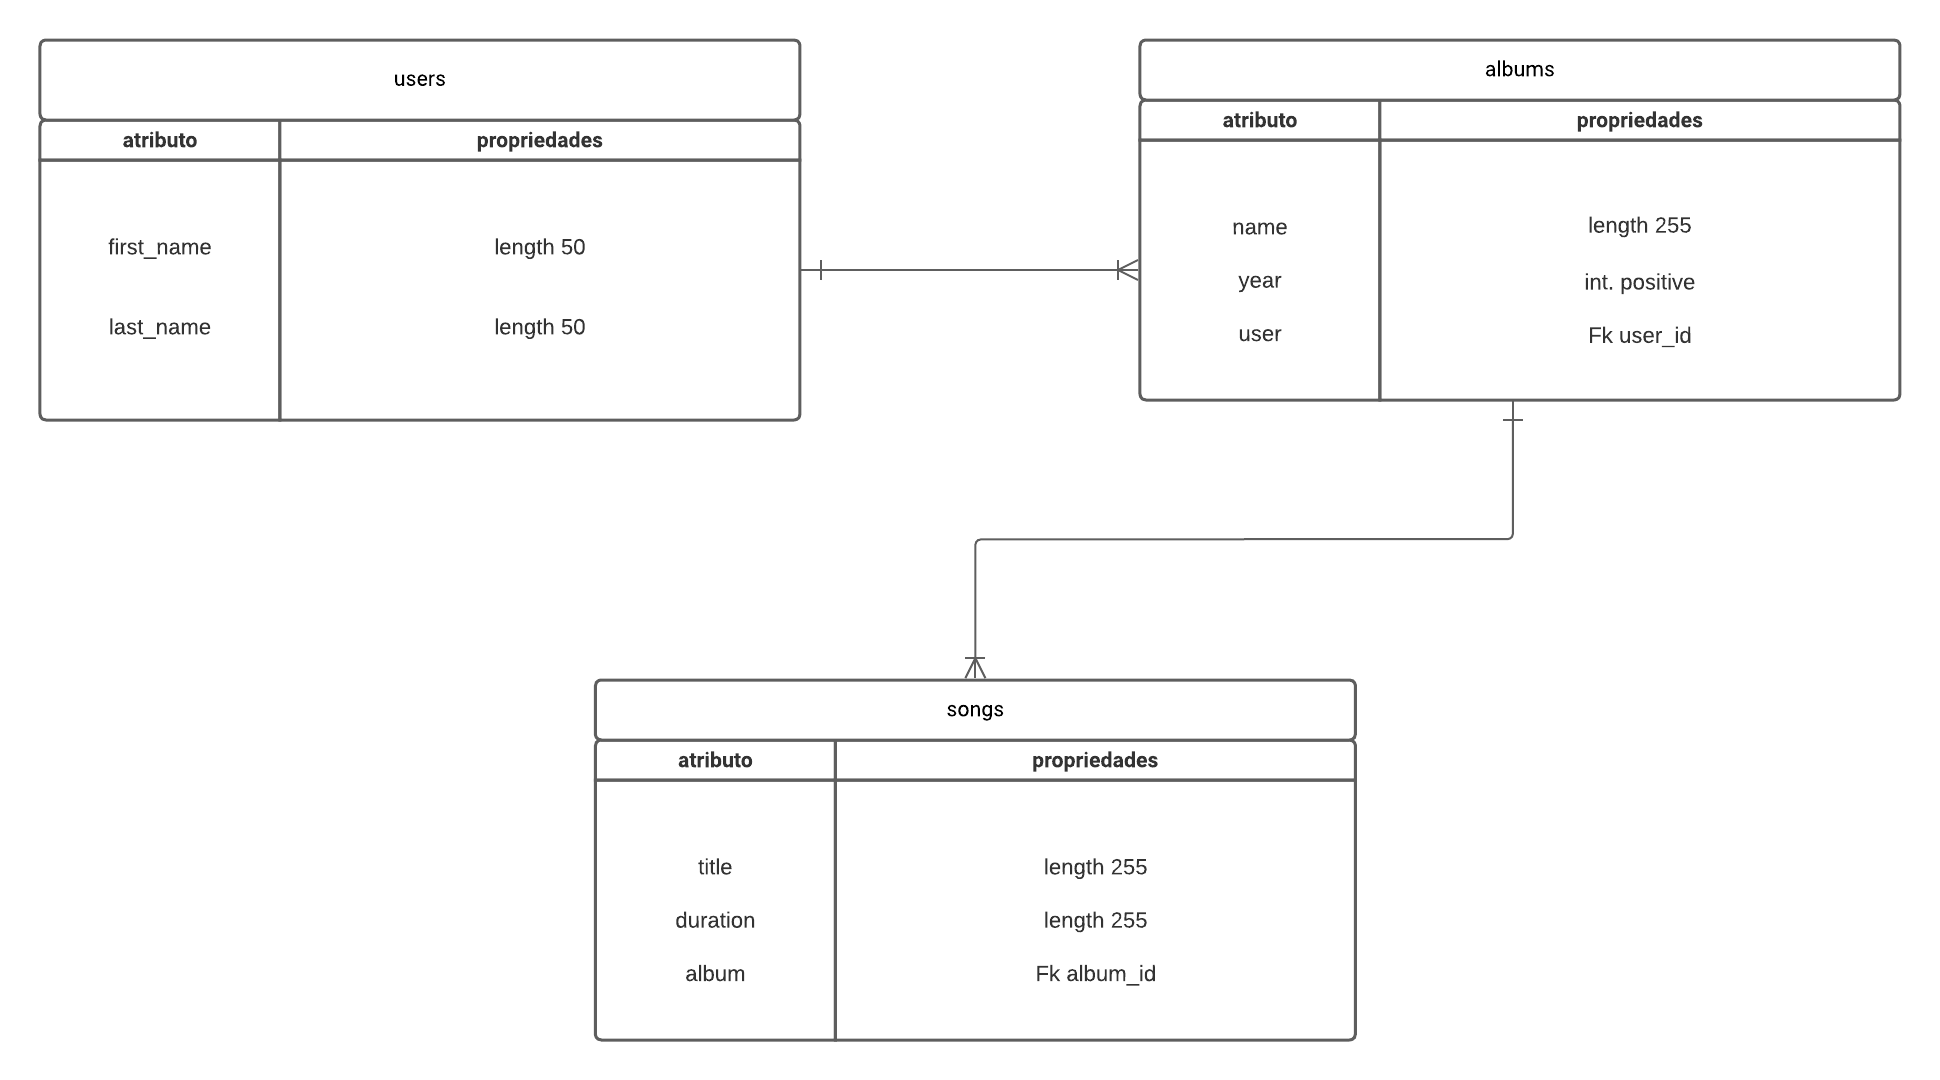 users
atributo propriedades
first_name length 50
last_name length 50
albums
atributo propriedades
name length 255
year int. positive
user Fk user_id
songs
atributo propriedades
title length 255
duration length 255
album Fk album_id